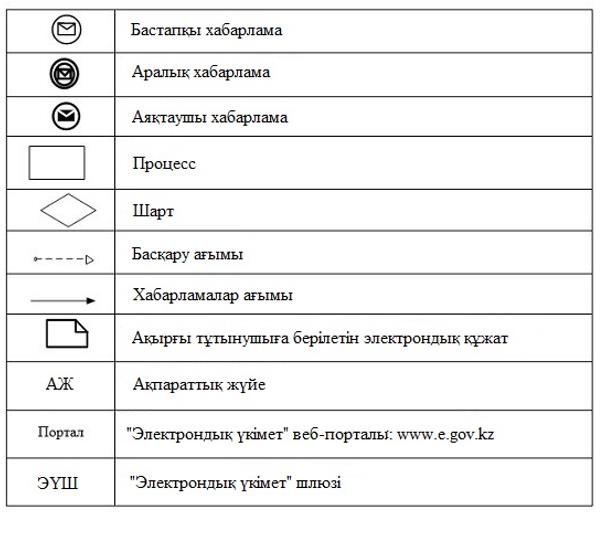 Бастапқы хабарлама
Аралық хабарлама
Аяқтаушы хабарлама
Процесс
Шарт
Басқару ағымы
Хабарламалар ағымы
Ақырғы тұтынушыға берілетін электрондық құжат
АЖ Ақпараттық жүйе
Портал "Электрондық үкімет" веб-порталы: www.e.gov.kz
ЭҮШ "Электрондық үкімет" шлюзі